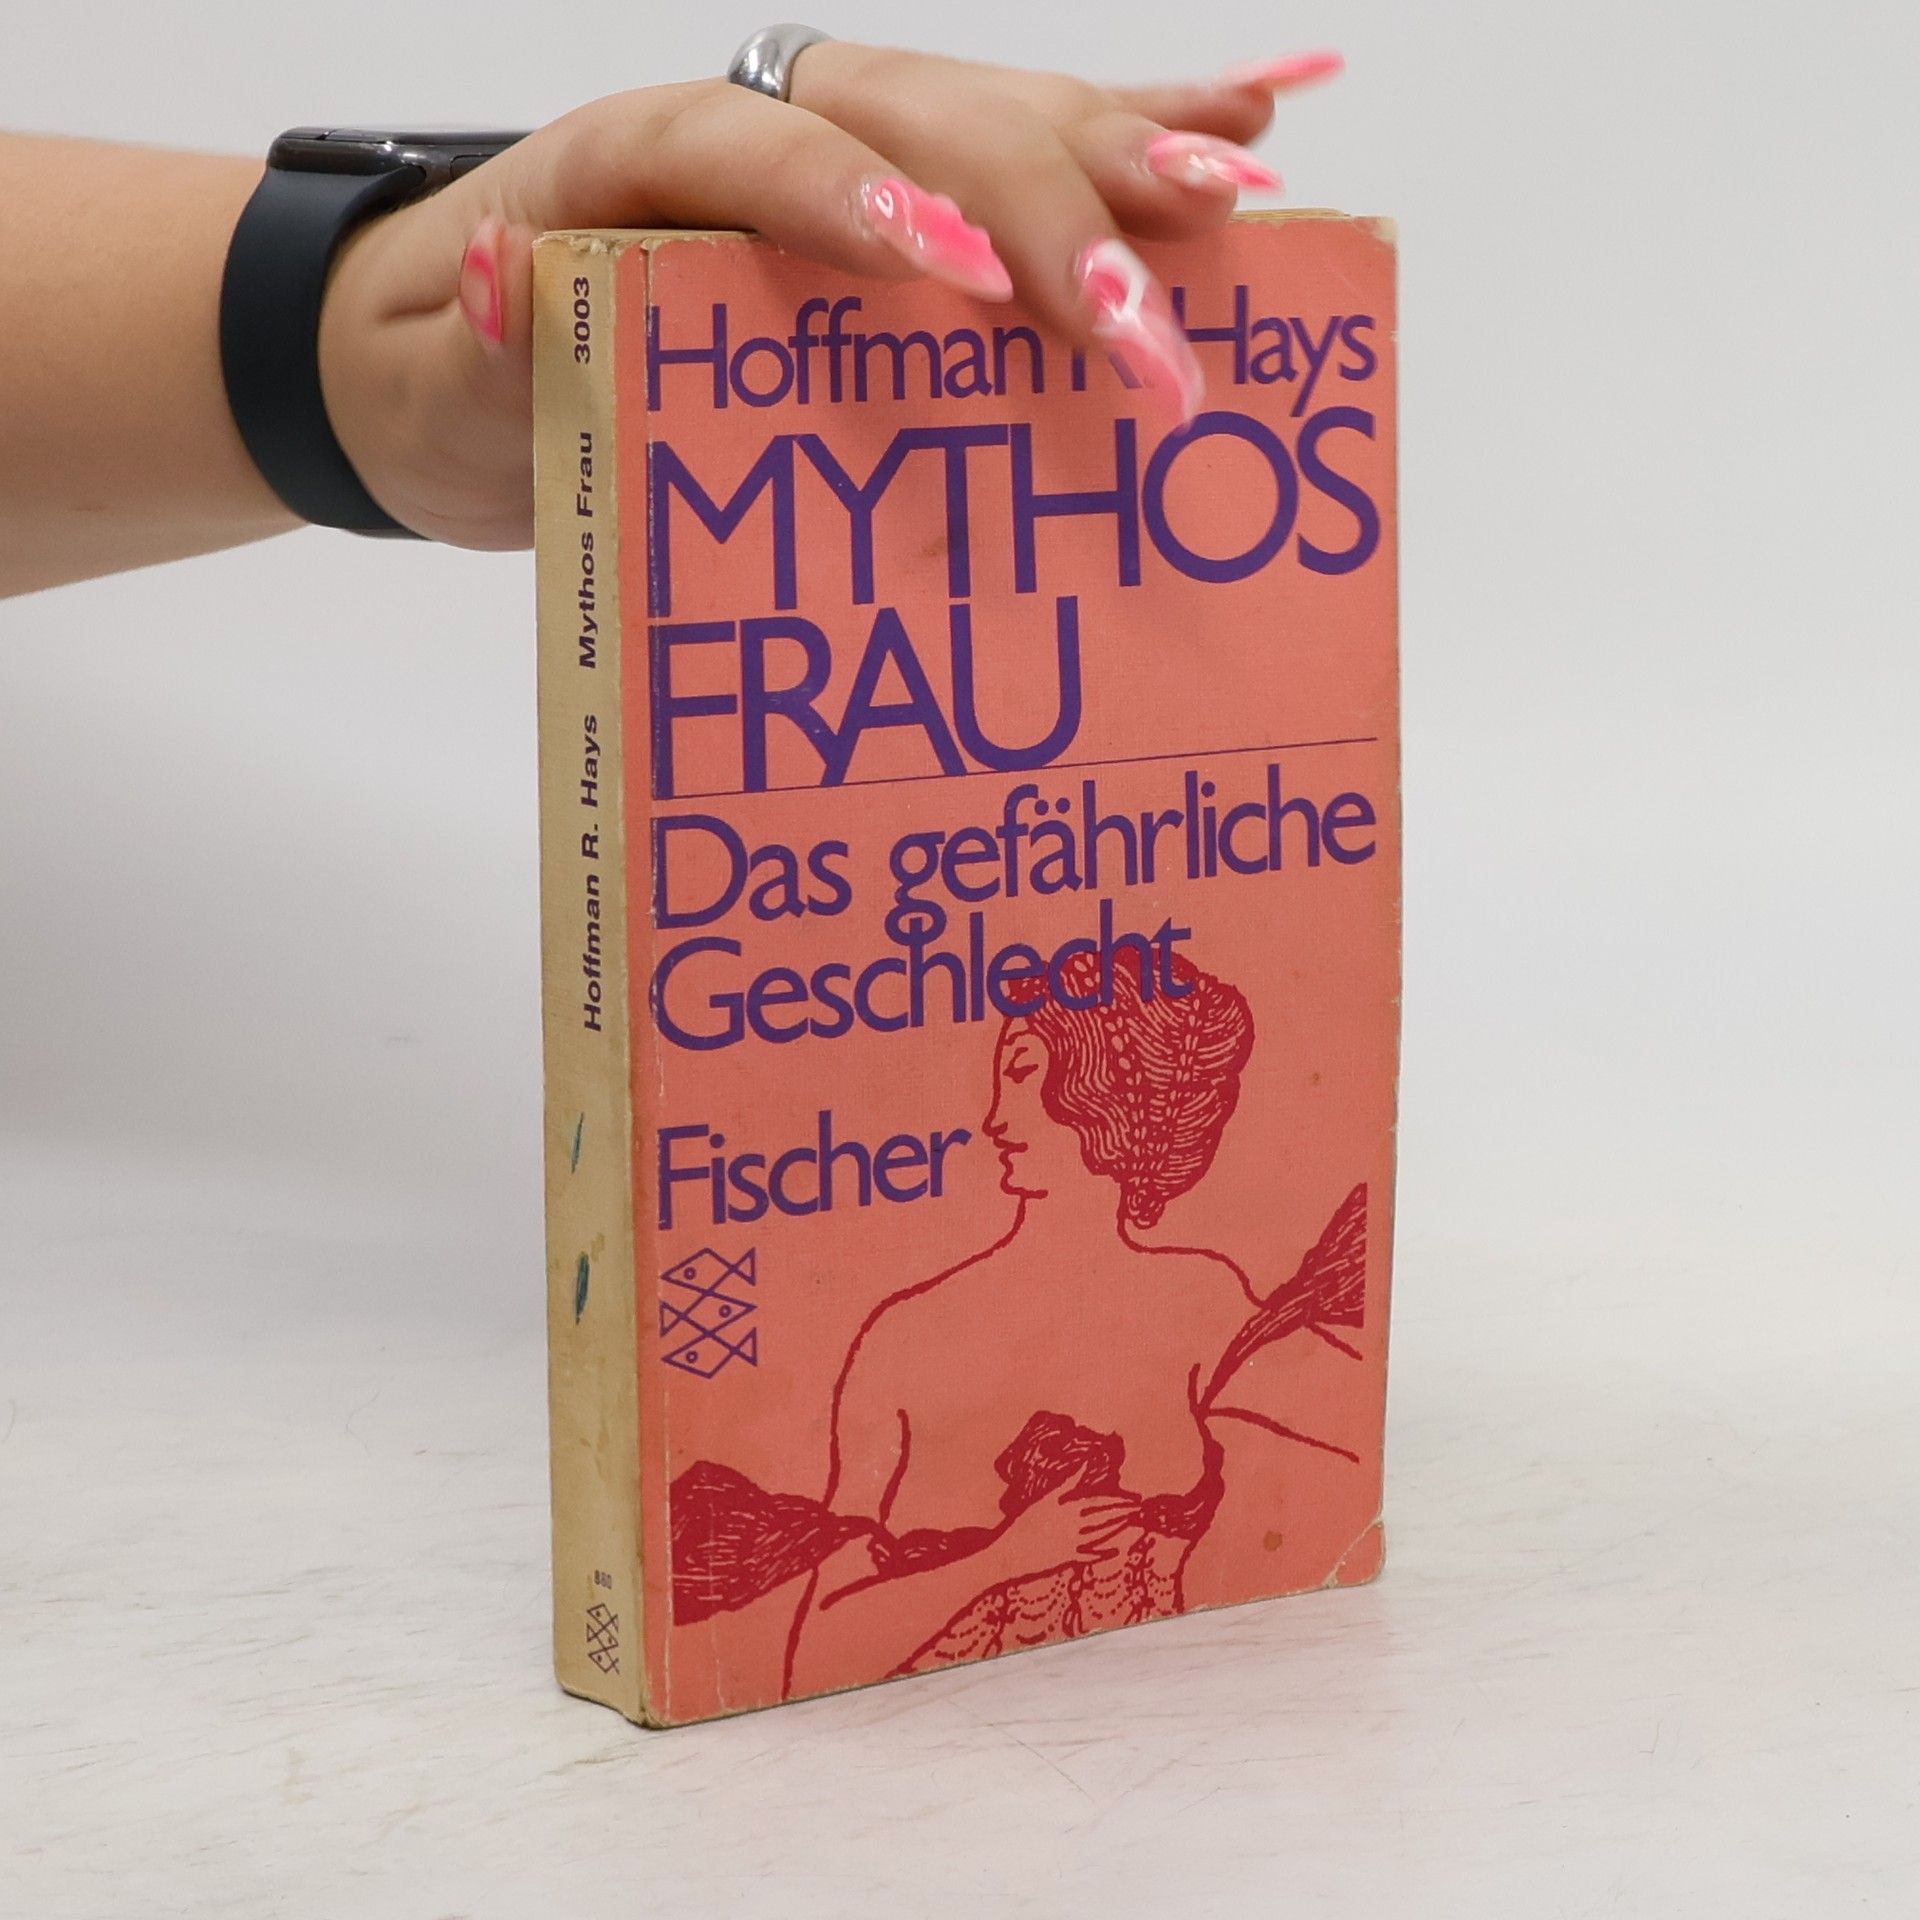 Hoffman R. Hays
MYTHOS
FRAU
Das gefährliche
Geschlecht
Fischer
Hoffman R. Hays Mythos Frau 3003
880